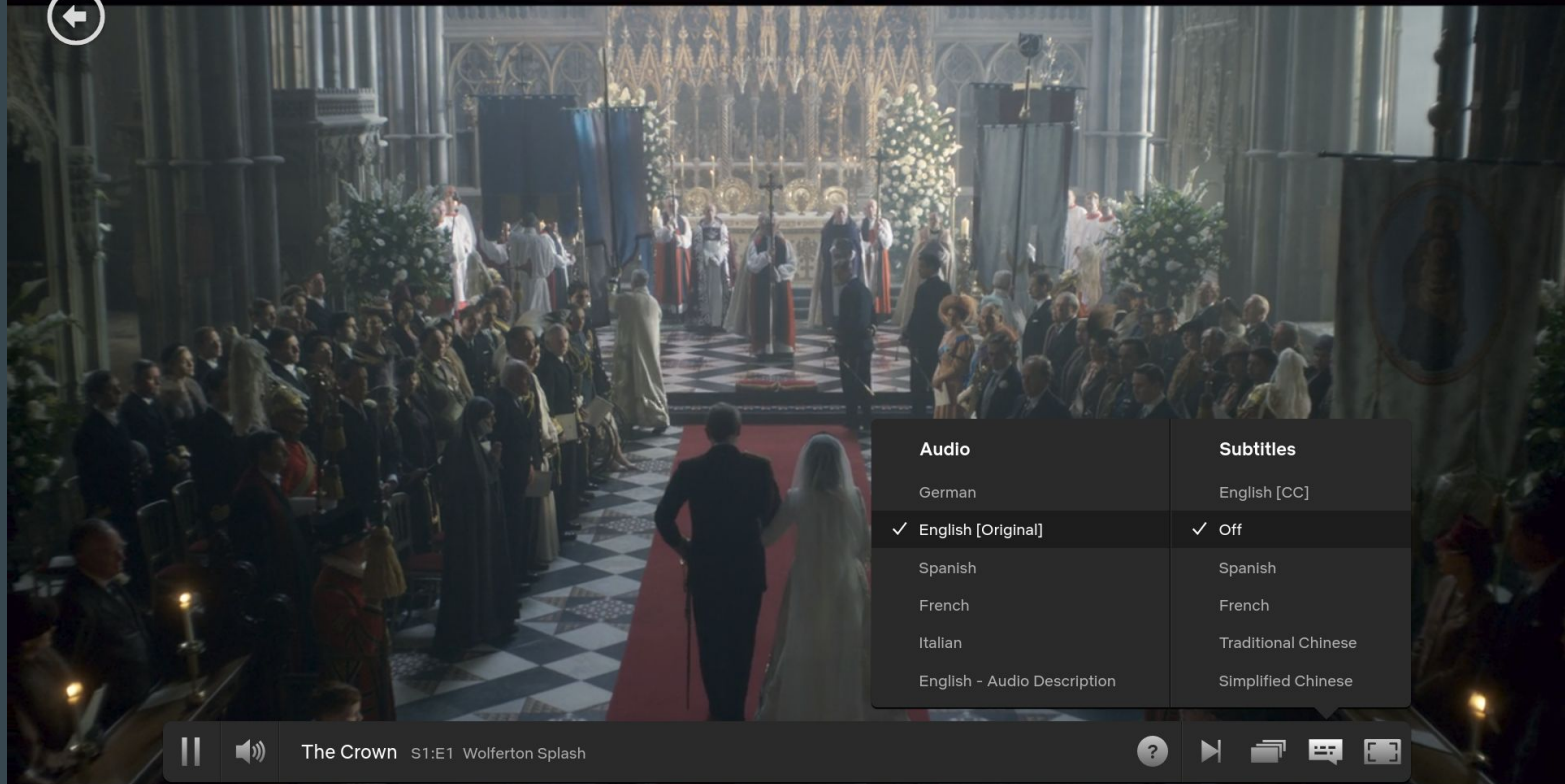 Audio
German
English [Original]
Spanish
French
Italian
English - Audio Description
Subtitles
English [CC]
Off
Spanish
French
Traditional Chinese
Simplified Chinese
The Crown S1:E1 Wolferton Splash
?